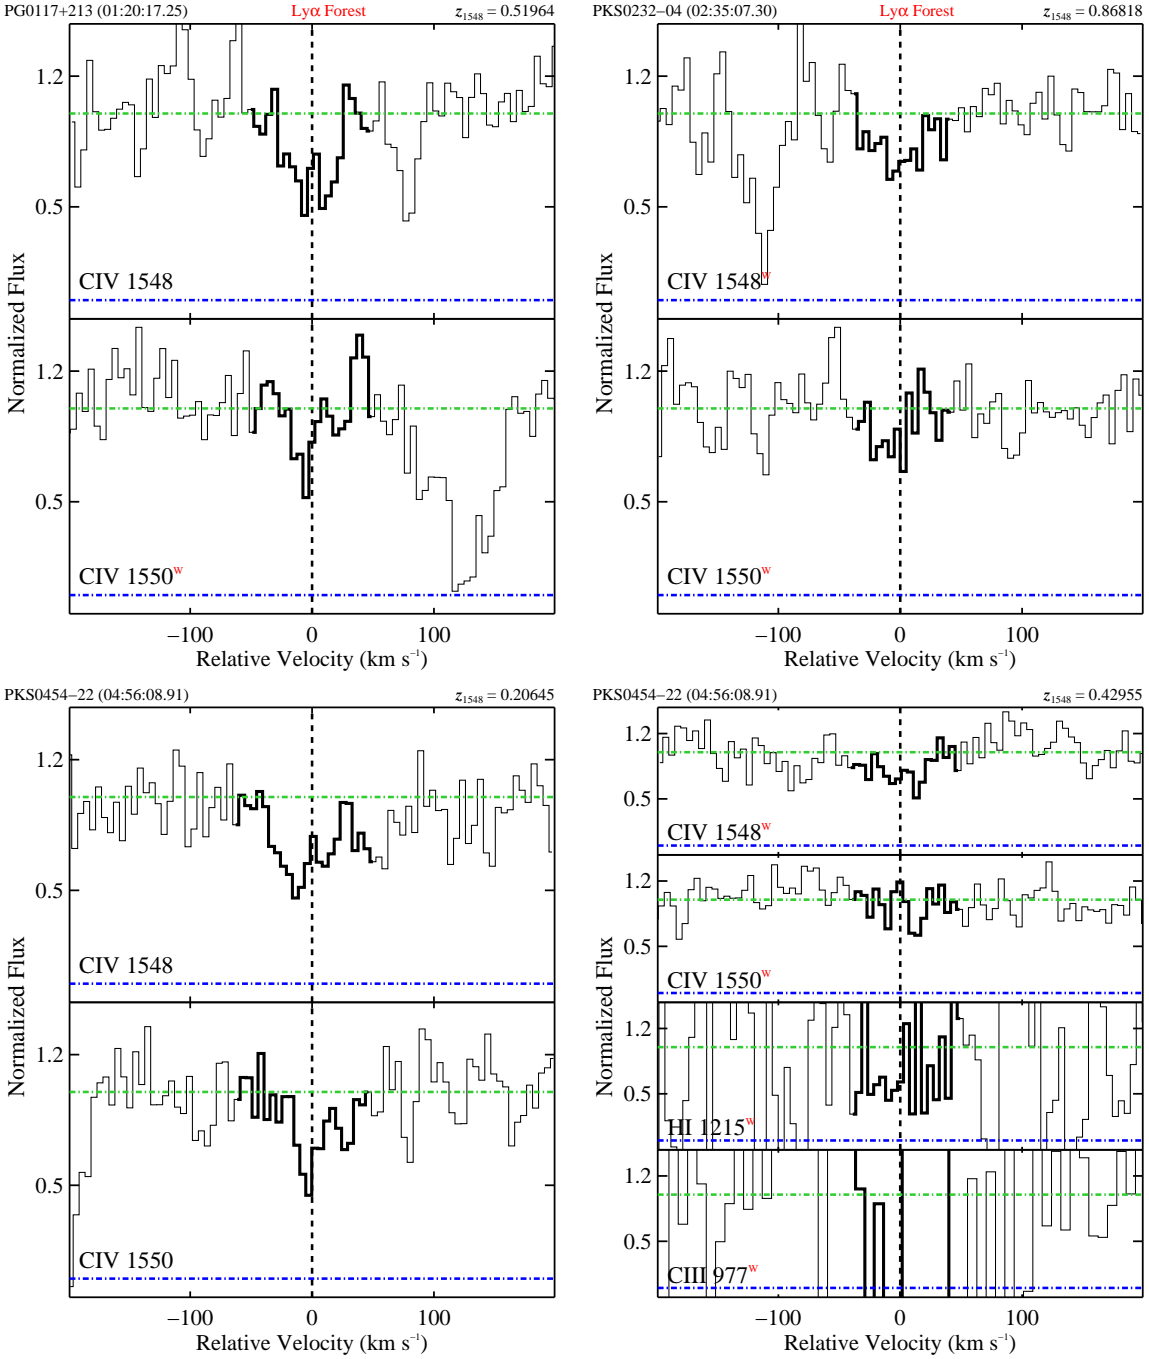 PG0117+213 (01:20:17.25) Lyα Forest z1548 = 0.51964
1.2
0.5
CIV 1548
1.2
0.5
CIV 1550w
Normalized Flux
−100 0 100
Relative Velocity (km s−1)
PKS0232−04 (02:35:07.30) Lyα Forest z1548 = 0.86818
1.2
0.5
CIV 1548w
1.2
0.5
CIV 1550w
Normalized Flux
−100 0 100
Relative Velocity (km s−1)
PKS0454−22 (04:56:08.91) z1548 = 0.20645
1.2
0.5
CIV 1548
1.2
0.5
CIV 1550
Normalized Flux
−100 0 100
Relative Velocity (km s−1)
PKS0454−22 (04:56:08.91) z1548 = 0.42955
1.2
0.5
CIV 1548w
1.2
0.5
CIV 1550w
1.2
0.5
HI 1215w
1.2
0.5
CIII 977w
Normalized Flux
−100 0 100
Relative Velocity (km s−1)